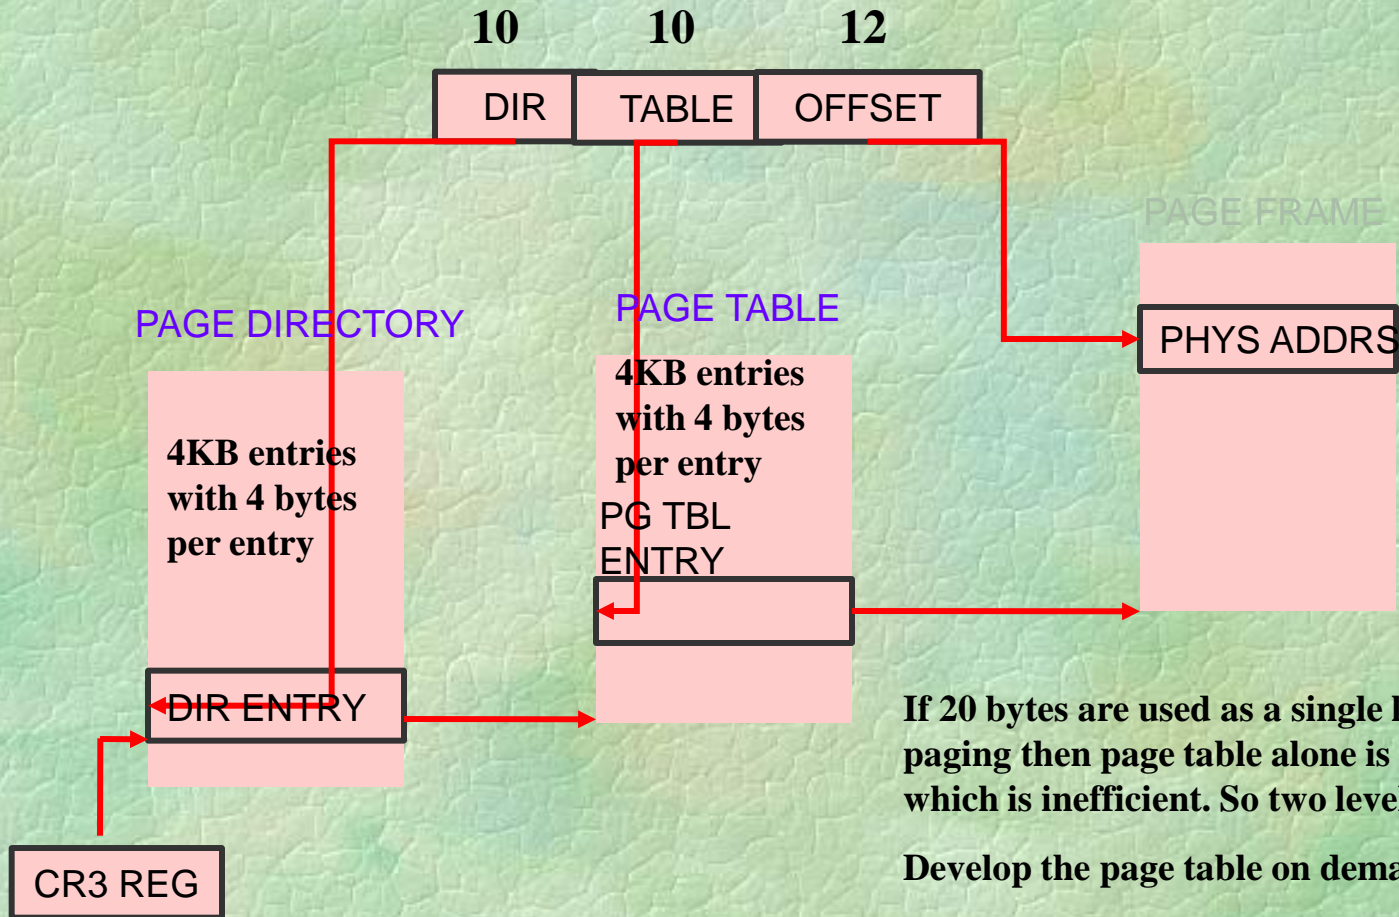 10 10 12
DIR TABLE OFFSET
PAGE FRAME
PAGE DIRECTORY
PAGE TABLE
PHYS ADDRS
4KB entries
with 4 bytes
per entry
4KB entries
with 4 bytes
per entry
PG TBL
ENTRY
DIR ENTRY
If 20 bytes are used as a single
paging then page table alone is
which is inefficient. So two
Develop the page table on
CR3 REG